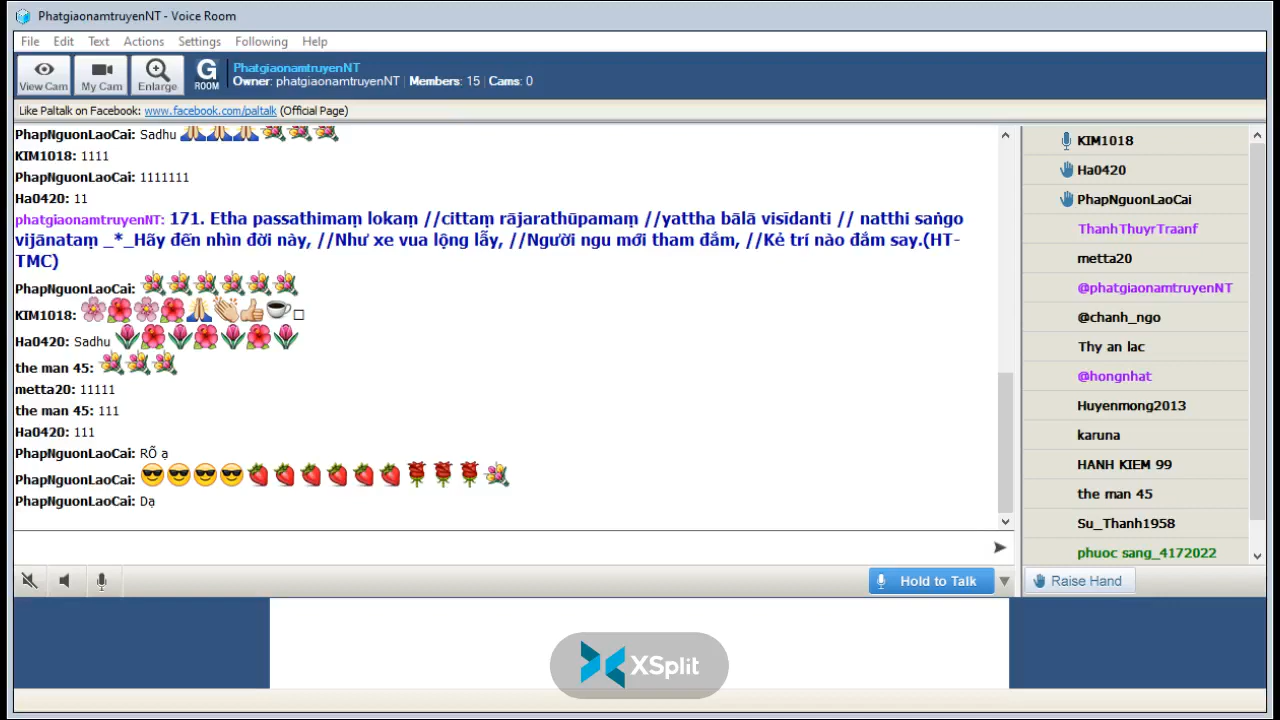 PhatgiaonamtruyenNT - Voice Room
File Edit Text Actions Settings Following Help
View Cam My Cam Enlarge G ROOM
PhatgiaonamtruyenNT
Owner: phatgiaonamtruyenNT | Members: 15 | Cams: 0
Like Paltalk on Facebook: www.facebook.com/paltalk (Official Page)
PhapNguonLaoCai: Sadhu
KIM1018: 1111
PhapNguonLaoCai: 1111111
Ha0420: 11
phatgiaonamtruyenNT: 171. Etha passathimaṃ lokaṃ //cittaṃ rājarathūpamaṃ //yattha bālā visīdanti // natthi saṅgo
vijānataṃ _*_Hãy đến nhìn đời này, //Như xe vua lộng lẫy, //Người ngu mới tham đắm, //Kẻ trí nào đắm say.(HT-
TMC)
PhapNguonLaoCai:
KIM1018:
Ha0420: Sadhu
the man 45:
metta20: 11111
the man 45: 111
Ha0420: 111
PhapNguonLaoCai: RÕ ạ
PhapNguonLaoCai:
PhapNguonLaoCai: Dạ
KIM1018
Ha0420
PhapNguonLaoCai
ThanhThuyrTraanf
metta20
@phatgiaonamtruyenNT
@chanh_ngo
Thy an lac
@hongnhat
Huyenmong2013
karuna
HANH KIEM 99
the man 45
Su_Thanh1958
phuoc sang_4172022
Hold to Talk
Raise Hand
XSplit